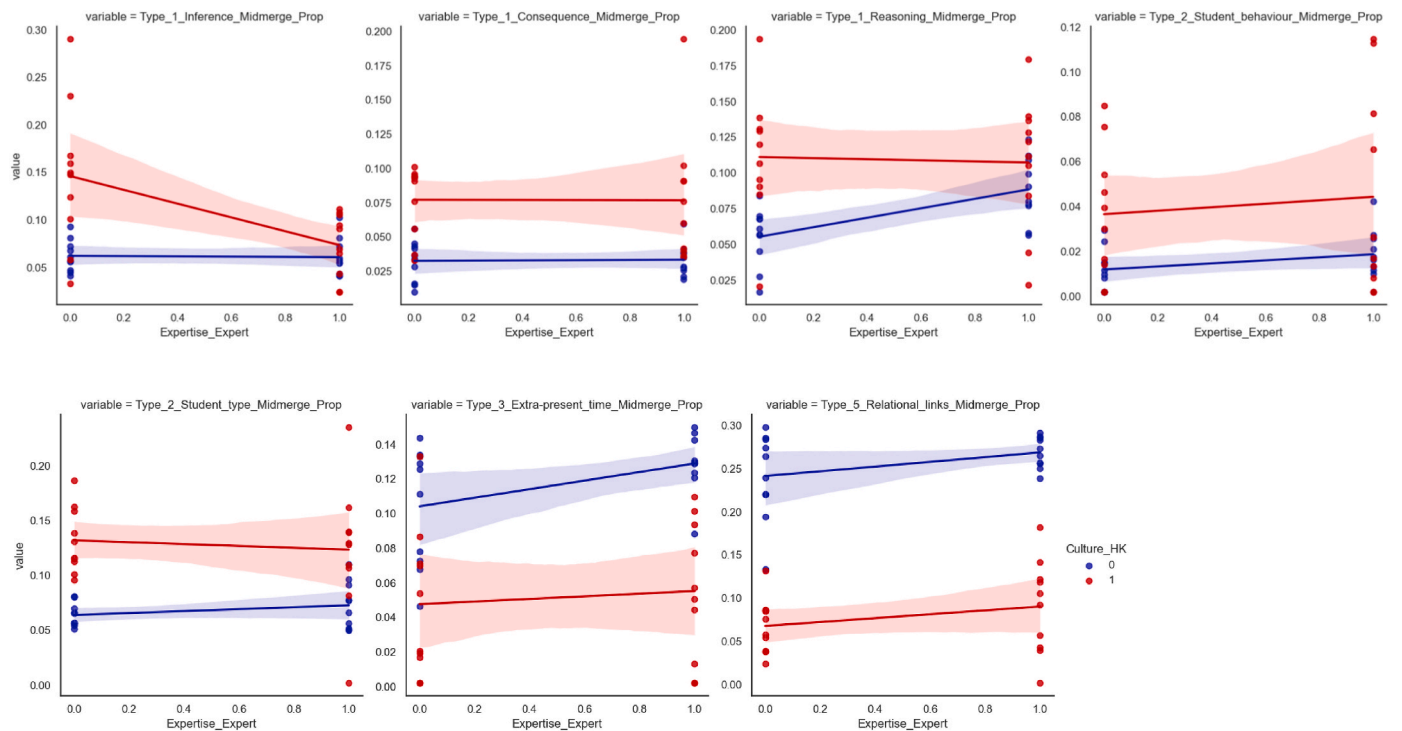 variable = Type_1_Inference_Midmerge_Prop
variable = Type_1_Consequence_Midmerge_Prop
variable = Type_1_Reasoning_Midmerge_Prop
variable = Type_2_Student_behaviour_Midmerge_Prop
0.30
0.25
0.20
0.15
0.10
0.05
value
0.0 0.2 0.4 0.6 0.8 1.0
Expertise_Expert
0.200
0.175
0.150
0.125
0.100
0.075
0.050
0.025
0.0 0.2 0.4 0.6 0.8 1.0
Expertise_Expert
0.200
0.175
0.150
0.125
0.100
0.075
0.050
0.025
0.0 0.2 0.4 0.6 0.8 1.0
Expertise_Expert
0.12
0.10
0.08
0.06
0.04
0.02
0.00
0.0 0.2 0.4 0.6 0.8 1.0
Expertise_Expert
variable = Type_2_Student_type_Midmerge_Prop
variable = Type_3_Extra-present_time_Midmerge_Prop
variable = Type_5_Relational_links_Midmerge_Prop
0.20
0.15
0.10
0.05
0.00
value
0.0 0.2 0.4 0.6 0.8 1.0
Expertise_Expert
0.14
0.12
0.10
0.08
0.06
0.04
0.02
0.00
0.0 0.2 0.4 0.6 0.8 1.0
Expertise_Expert
0.30
0.25
0.20
0.15
0.10
0.05
0.00
0.0 0.2 0.4 0.6 0.8 1.0
Expertise_Expert
Culture_HK
0
1